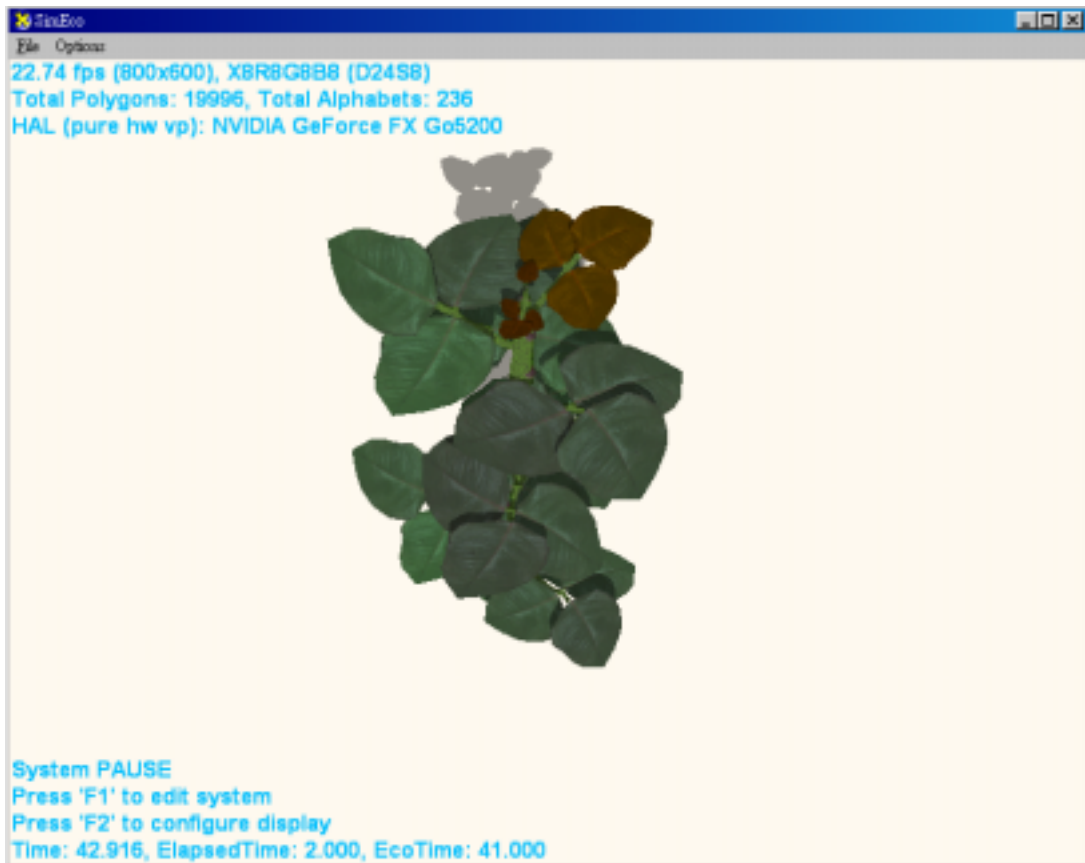 SimEco
File Options
22.74 fps (800x600), X8R8G8B8 (D24S8)
Total Polygons: 19996, Total Alphabets: 236
HAL (pure hw vp): NVIDIA GeForce FX Go5200
System PAUSE
Press 'F1' to edit system
Press 'F2' to configure display
Time: 42.916, ElapsedTime: 2.000, EcoTime: 41.000